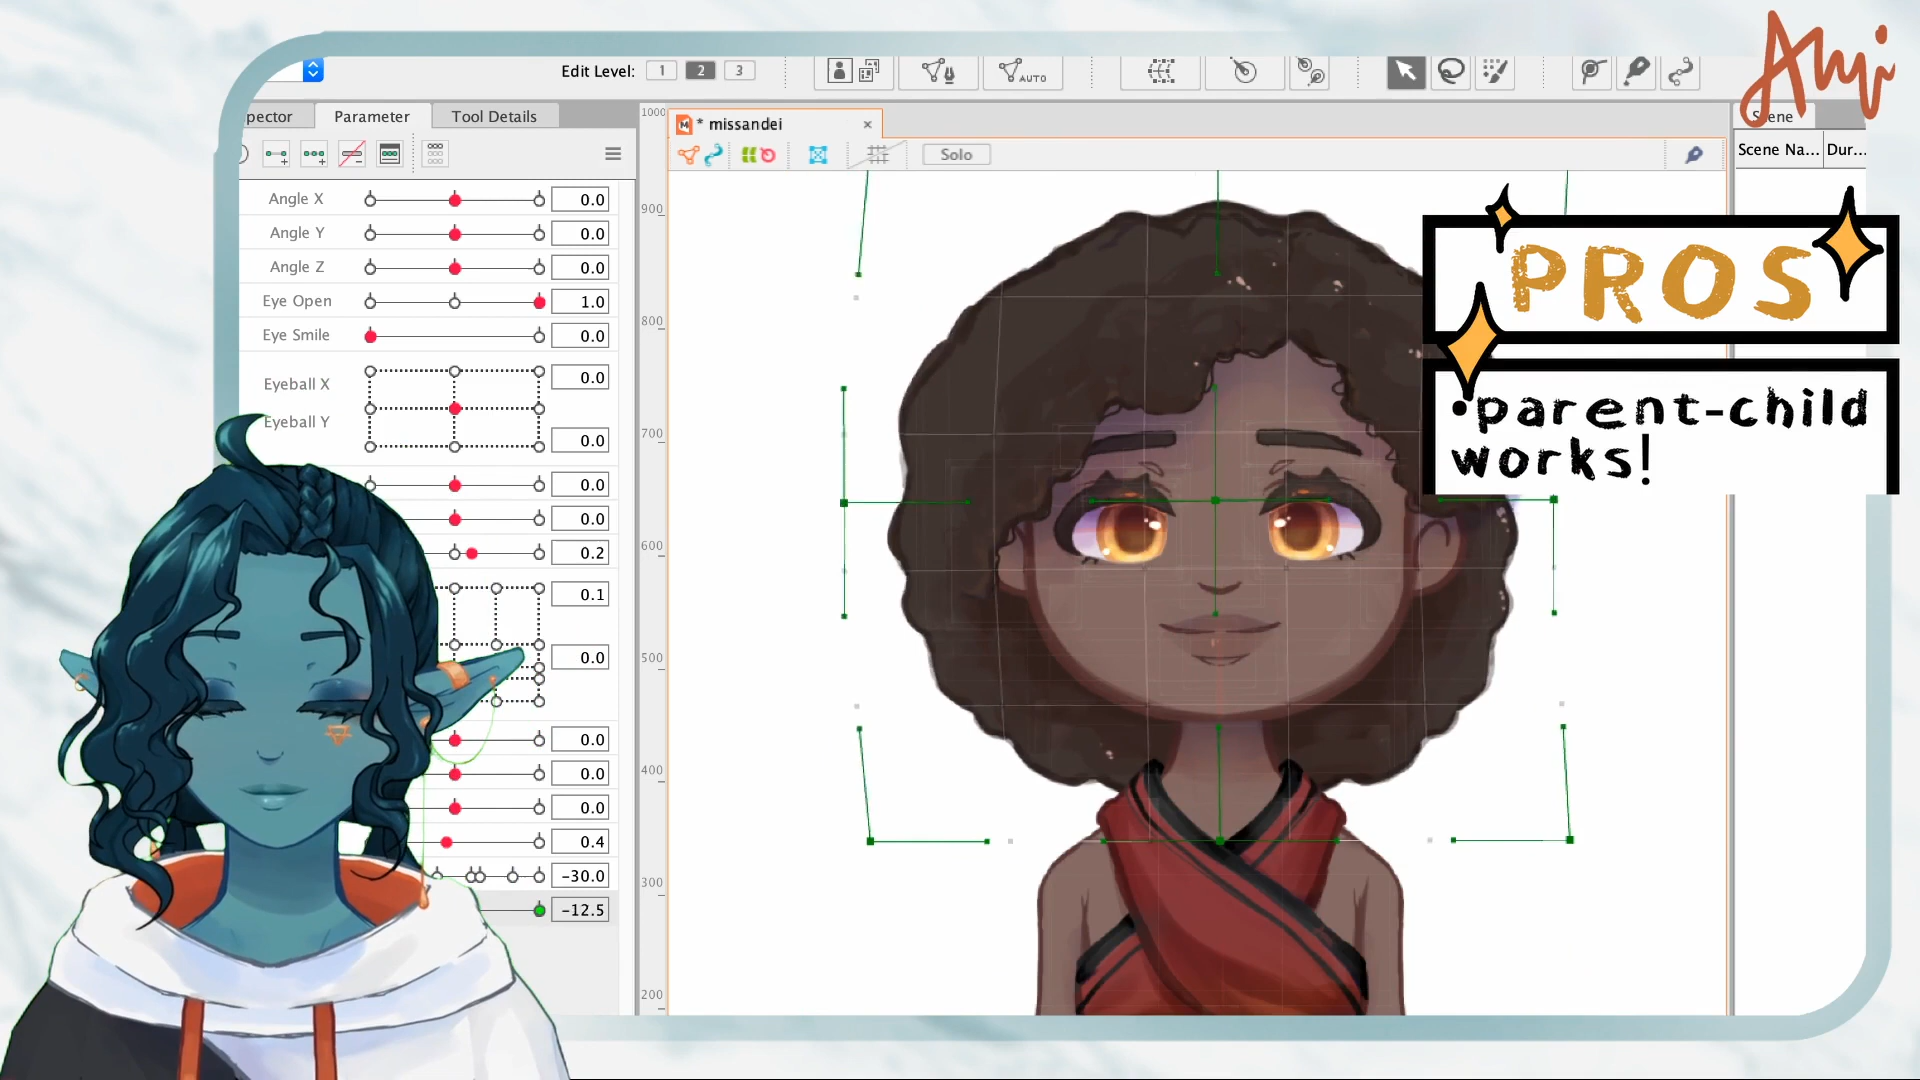 Amji
Edit Level: 1 2 3
AUTO
pector Parameter Tool Details
1000
* missandei ×
Scene
Solo
Scene Na... Dur...
Angle X 0.0
Angle Y 0.0
Angle Z 0.0
Eye Open 1.0
Eye Smile 0.0
Eyeball X 0.0
Eyeball Y
0.0
0.0
0.0
0.2
0.1
0.0
0.0
0.0
0.0
0.4
-30.0
-12.5
900
800
700
600
500
400
300
200
PROS
•parent-child
works!